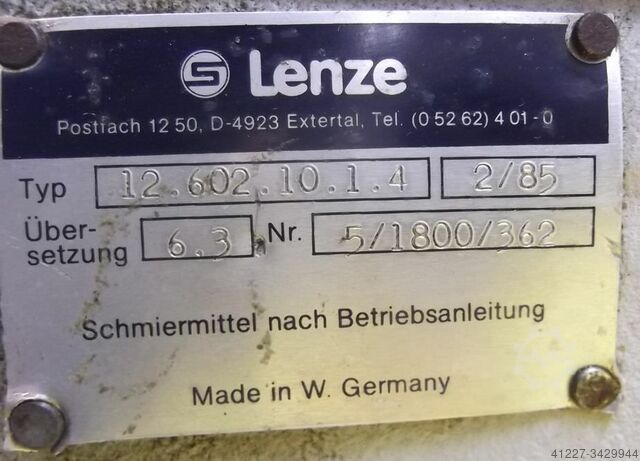 Lenze
Postfach 12 50, D-4923 Extertal, Tel. (0 52 62) 4 01 - 0
Typ 12.602.10.1.4 2/85
Über-
setzung 6.3 Nr. 5/1800/362
Schmiermittel nach Betriebsanleitung
Made in W. Germany
41227-3429944